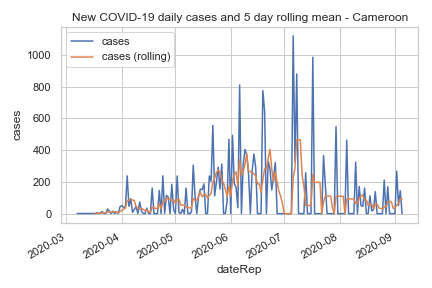 New COVID-19 daily cases and 5 day rolling mean - Cameroon
cases
cases (rolling)
1000
800
600
400
200
0
cases
2020-03
2020-04
2020-05
2020-06
2020-07
2020-08
2020-09
dateRep